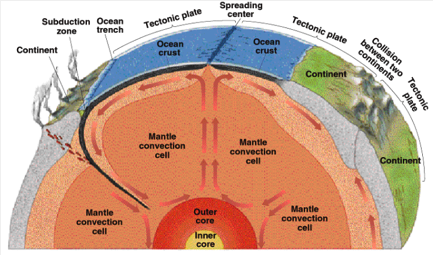 Subduction
zone
Ocean
trench
Tectonic plate
Spreading
center
Tectonic plate
Collision
between two
continents
Tectonic
plate
Continent
Ocean
crust
Ocean
crust
Continent
Continent
Mantle
convection
cell
Mantle
convection
cell
Mantle
convection
cell
Mantle
convection
cell
Outer
core
Inner
core